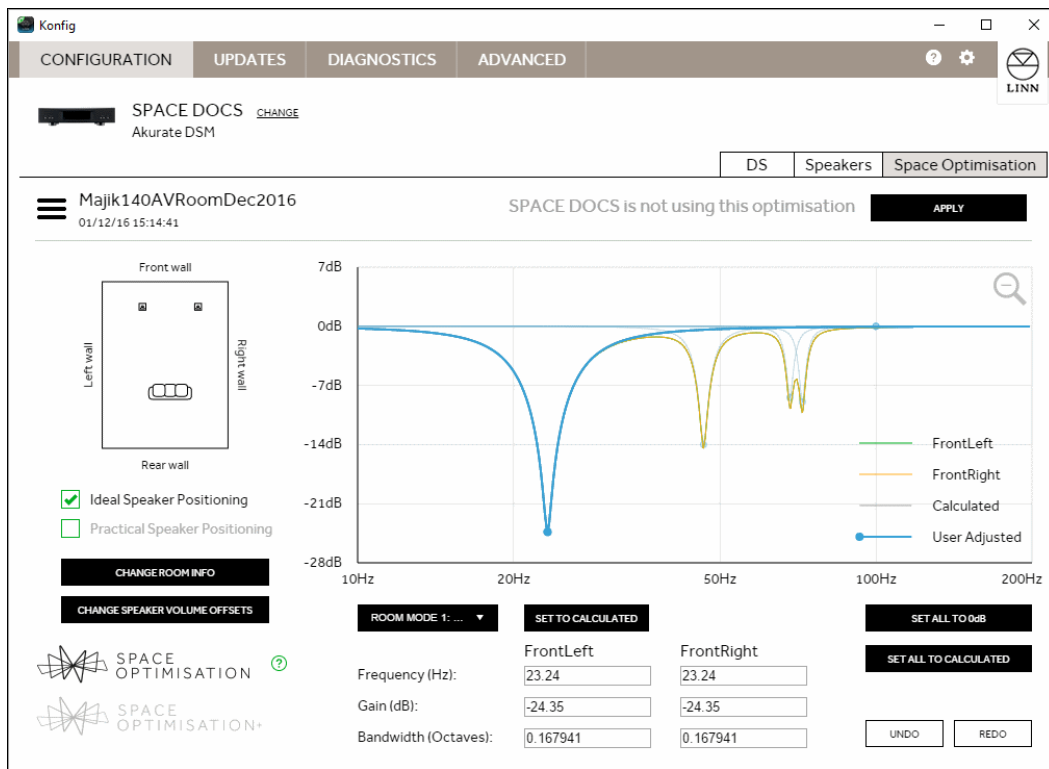 Konfig
CONFIGURATION UPDATES DIAGNOSTICS ADVANCED ?
LINN
SPACE DOCS CHANGE
Akurate DSM
DS Speakers Space Optimisation
Majik140AVRoomDec2016
01/12/16 15:14:41
SPACE DOCS is not using this optimisation APPLY
Front wall
Left wall
Right wall
Rear wall
7dB
0dB
-7dB
-14dB
-21dB
-28dB
10Hz 20Hz 50Hz 100Hz 200Hz
FrontLeft
FrontRight
Calculated
User Adjusted
Ideal Speaker Positioning
Practical Speaker Positioning
CHANGE ROOM INFO
CHANGE SPEAKER VOLUME OFFSETS
SPACE
OPTIMISATION ?
SPACE
OPTIMISATION+
ROOM MODE 1: ... SET TO CALCULATED SET ALL TO 0dB
SET ALL TO CALCULATED
FrontLeft FrontRight
Frequency (Hz): 23.24 23.24
Gain (dB): -24.35 -24.35
Bandwidth (Octaves): 0.167941 0.167941
UNDO REDO